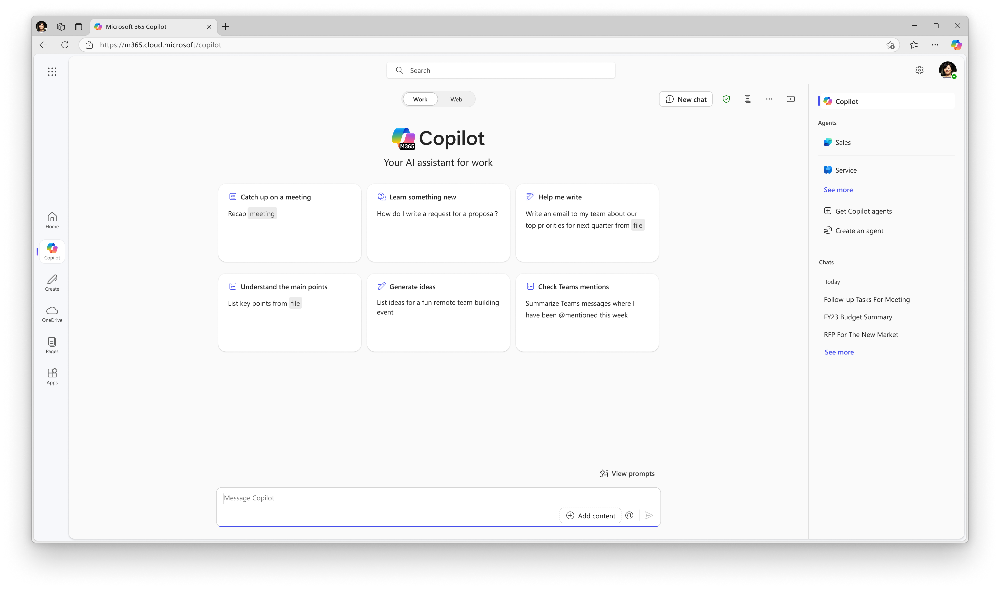 Microsoft 365 Copilot
https://m365.cloud.microsoft/copilot
Search
Work
Web
New chat
M365
Copilot
Your AI assistant for work
Catch up on a meeting
Recap meeting
Learn something new
How do I write a request for a proposal?
Help me write
Write an email to my team about our
top priorities for next quarter from file
Understand the main points
List key points from file
Generate ideas
List ideas for a fun remote team building
event
Check Teams mentions
Summarize Teams messages where I
have been @mentioned this week
View prompts
Message Copilot
Add content
Home
Copilot
Create
OneDrive
Pages
Apps
Copilot
Agents
Sales
Service
See more
Get Copilot agents
Create an agent
Chats
Today
Follow-up Tasks For Meeting
FY23 Budget Summary
RFP For The New Market
See more